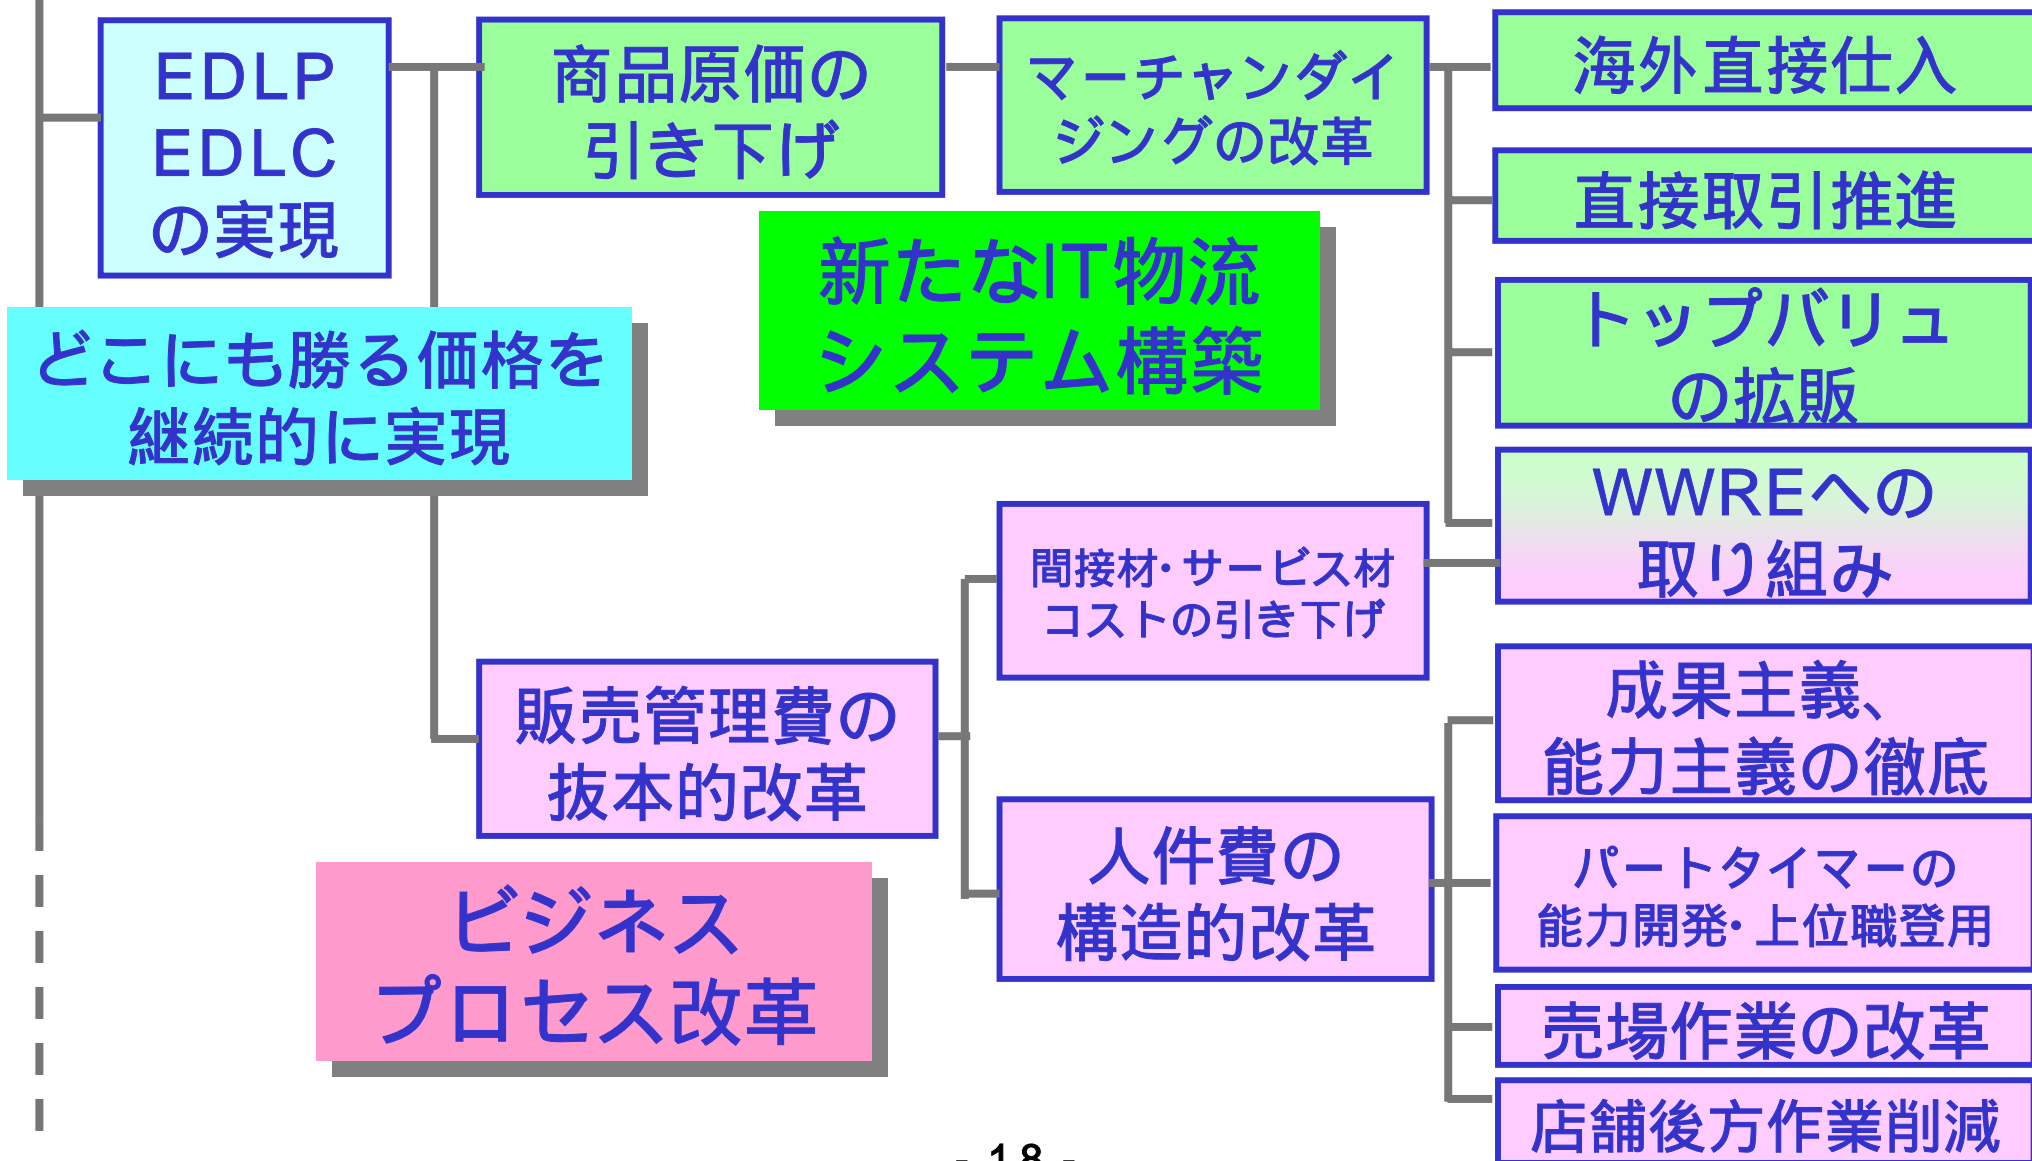 EDLP
EDLC
の実現
商品原価の
引き下げ
マーチャンダイ
ジングの改革
海外直接仕入
直接取引推進
トップバリュ
の拡販
WWREへの
取り組み
新たなIT物流
システム構築
どこにも勝る価格を
継続的に実現
間接材・サービス材
コストの引き下げ
販売管理費の
抜本的改革
人件費の
構造的改革
成果主義、
能力主義の徹底
パートタイマーの
能力開発・上位職登用
売場作業の改革
店舗後方作業削減
ビジネス
プロセス改革
- 18 -